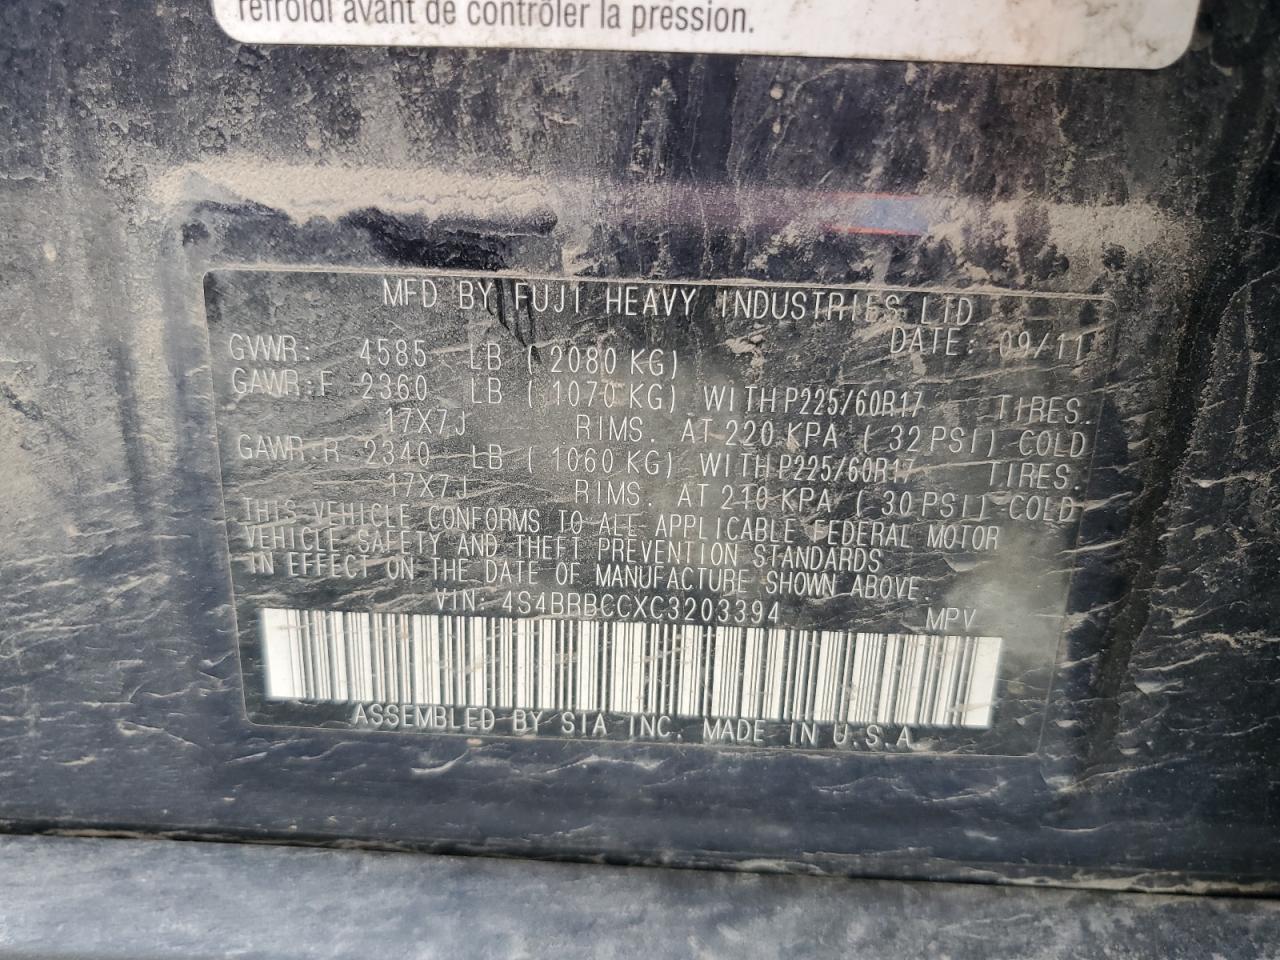 refroidi avant de contrôler la pression.
MFD BY FUJI HEAVY INDUSTRIES LTD
DATE: 09/11
GVWR: 4585 LB (2080 KG)
GAWR:F 2360 LB (1070 KG) WITH P225/60R17 TIRES.
17X7J RIMS. AT 220 KPA (32 PSI) COLD
GAWR:R 2340 LB (1060 KG) WITH P225/60R17 TIRES.
17X7J RIMS. AT 210 KPA (30 PSI) COLD
THIS VEHICLE CONFORMS TO ALL APPLICABLE FEDERAL MOTOR
VEHICLE SAFETY AND THEFT PREVENTION STANDARDS
IN EFFECT ON THE DATE OF MANUFACTURE SHOWN ABOVE.
VIN: 4S4BRBCCXC3203394 MPV
ASSEMBLED BY SIA INC. MADE IN U.S.A.